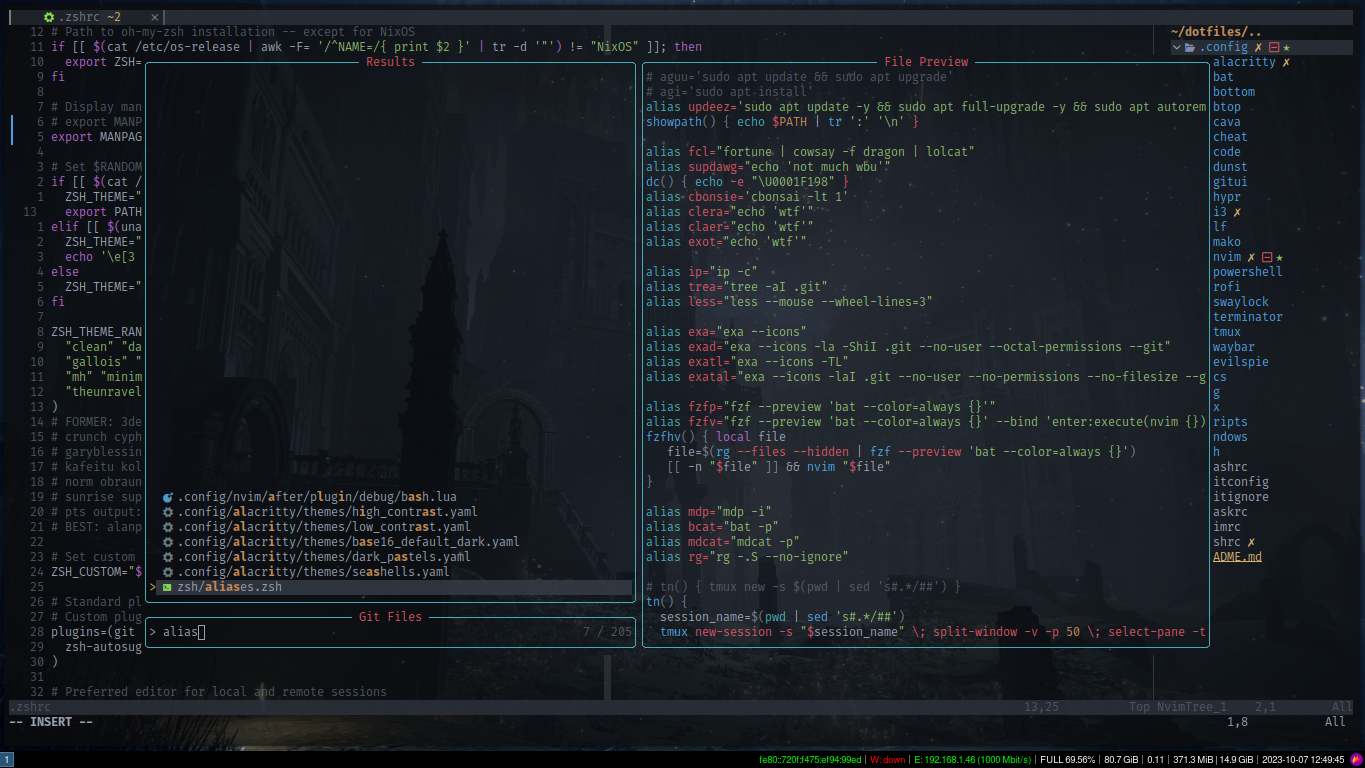 .zshrc ~2 ×
12 # Path to oh-my-zsh installation -- except for NixOS
11 if [[ $(cat /etc/os-release | awk -F= '/^NAME=/{ print $2 }' | tr -d '"') != "NixOS" ]]; then
10 export ZSH=
9 fi
8
7 # Display man
6 # export MANP
5 export MANPAG
4
3 # Set $RANDOM
2 if [[ $(cat /
1 ZSH_THEME="
13 export PATH
1 elif [[ $(una
2 ZSH_THEME="
3 echo '\e[3
4 else
5 ZSH_THEME="
6 fi
7
8 ZSH_THEME_RAN
9 "clean" "da
10 "gallois" "
11 "mh" "minim
12 "theunravel
13 )
14 # FORMER: 3de
15 # crunch cyph
16 # garyblessin
17 # kafeitu kol
18 # norm obraun
19 # sunrise sup
20 # pts output:
21 # BEST: alanp
22
23 # Set custom
24 ZSH_CUSTOM="$
25
26 # Standard pl
27 # Custom plug
28 plugins=(git
29 zsh-autosug
30 )
31
32 # Preferred editor for local and remote sessions
Results
.config/nvim/after/plugin/debug/bash.lua
.config/alacritty/themes/high_contrast.yaml
.config/alacritty/themes/low_contrast.yaml
.config/alacritty/themes/base16_default_dark.yaml
.config/alacritty/themes/dark_pastels.yaml
.config/alacritty/themes/seashells.yaml
> zsh/aliases.zsh
Git Files
> alias 7 / 205
File Preview
# aguu='sudo apt update && sudo apt upgrade'
# agi='sudo apt install'
alias updeez='sudo apt update -y && sudo apt full-upgrade -y && sudo apt autorem
showpath() { echo $PATH | tr ':' '\n' }
alias fcl="fortune | cowsay -f dragon | lolcat"
alias supdawg="echo 'not much wbu'"
dc() { echo -e "\U0001F198" }
alias cbonsie='cbonsai -lt 1'
alias clera="echo 'wtf'"
alias claer="echo 'wtf'"
alias exot="echo 'wtf'"
alias ip="ip -c"
alias trea="tree -aI .git"
alias less="less --mouse --wheel-lines=3"
alias exa="exa --icons"
alias exad="exa --icons -la -ShiI .git --no-user --octal-permissions --git"
alias exatl="exa --icons -TL"
alias exatal="exa --icons -laI .git --no-user --no-permissions --no-filesize --g
alias fzfp="fzf --preview 'bat --color=always {}'"
alias fzfv="fzf --preview 'bat --color=always {}' --bind 'enter:execute(nvim {})
fzfhv() { local file
file=$(rg --files --hidden | fzf --preview 'bat --color=always {}')
[[ -n "$file" ]] && nvim "$file"
}
alias mdp="mdp -i"
alias bcat="bat -p"
alias mdcat="mdcat -p"
alias rg="rg -.S --no-ignore"
# tn() { tmux new -s $(pwd | sed 's#.*/##') }
tn() {
session_name=$(pwd | sed 's#.*/##')
tmux new-session -s "$session_name" \; split-window -v -p 50 \; select-pane -t
~/dotfiles/..
.config ✗ ★
alacritty ✗
bat
bottom
btop
cava
cheat
code
dunst
gitui
hypr
i3 ✗
lf
mako
nvim ✗ ★
powershell
rofi
swaylock
terminator
tmux
waybar
evilspie
cs
g
x
ripts
ndows
h
ashrc
itconfig
itignore
askrc
imrc
shrc ✗
ADME.md
.zshrc 13,25 Top NvimTree_1 2,1 All
-- INSERT -- 1,8 All
1 fe80::720f:f475:ef94:99ed | W: down | E: 192.168.1.46 (1000 Mbit/s) | FULL 69.56% | 80.7 GiB | 0.11 | 371.3 MiB | 14.9 GiB | 2023-10-07 12:49:45